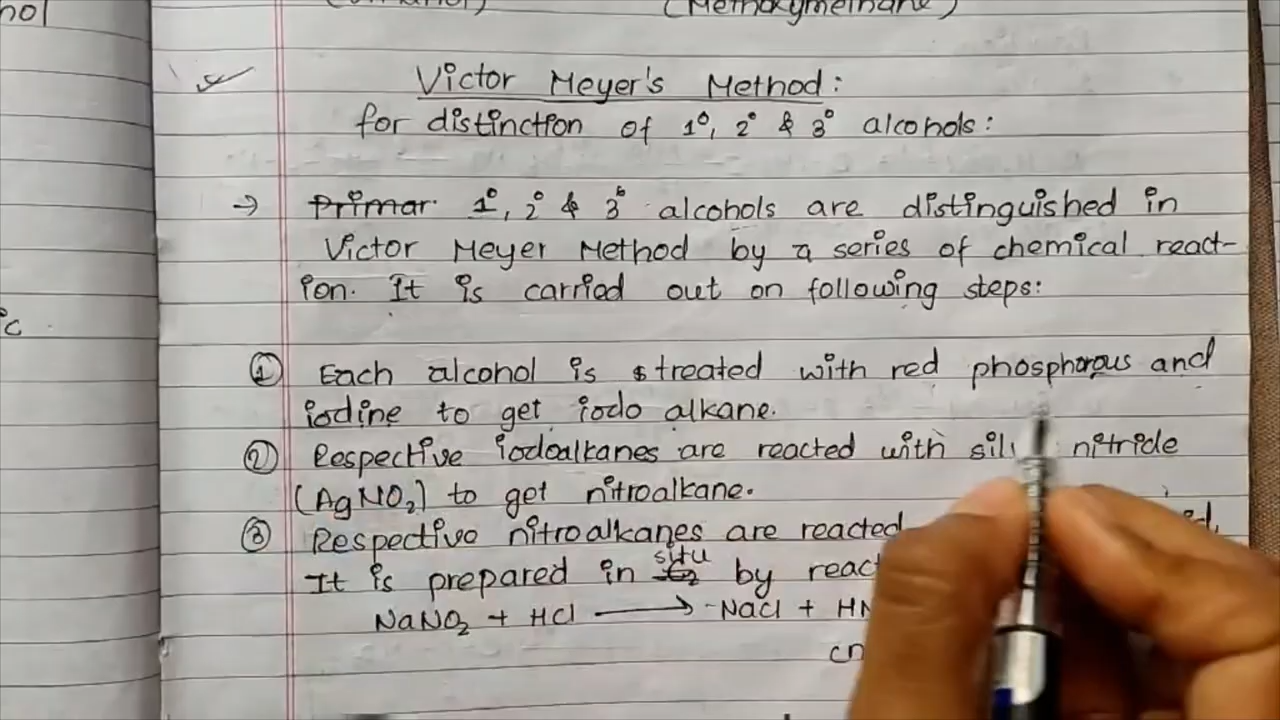 Victor Meyer's Method:
for distinction of 1°, 2° & 3° alcohols:
→ Primar 1°, 2° & 3° alcohols are distinguished in
Victor Meyer Method by a series of chemical react-
ion. It is carried out on following steps:
① Each alcohol is treated with red phosphorous and
iodine to get iodo alkane.
② Respective iodoalkanes are reacted with nitride
(AgNO₂) to get nitroalkane.
③ Respective nitroalkanes are reacted
It is prepared in situ by
NaNO₂ + HCl → NaCl +